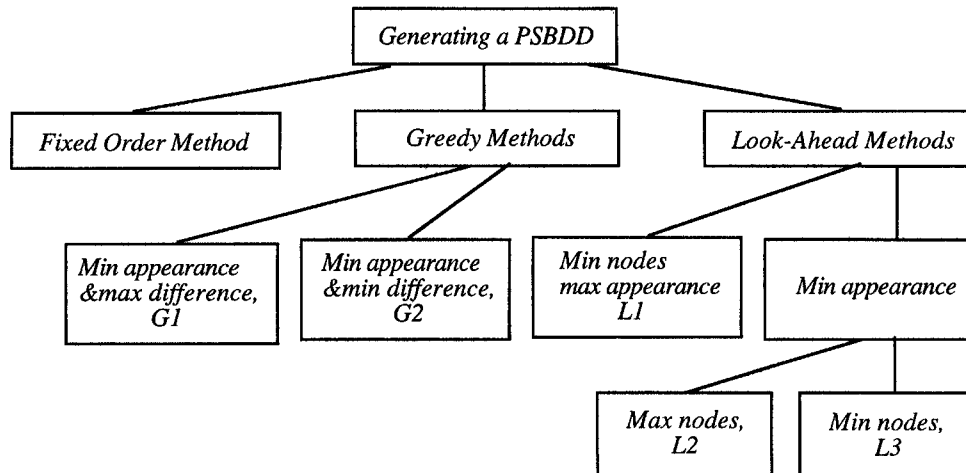 Generating a PSBDD
Fixed Order Method
Greedy Methods
Look-Ahead Methods
Min appearance
&max difference,
G1
Min appearance
&min difference,
G2
Min nodes
max appearance
L1
Min appearance
Max nodes,
L2
Min nodes,
L3